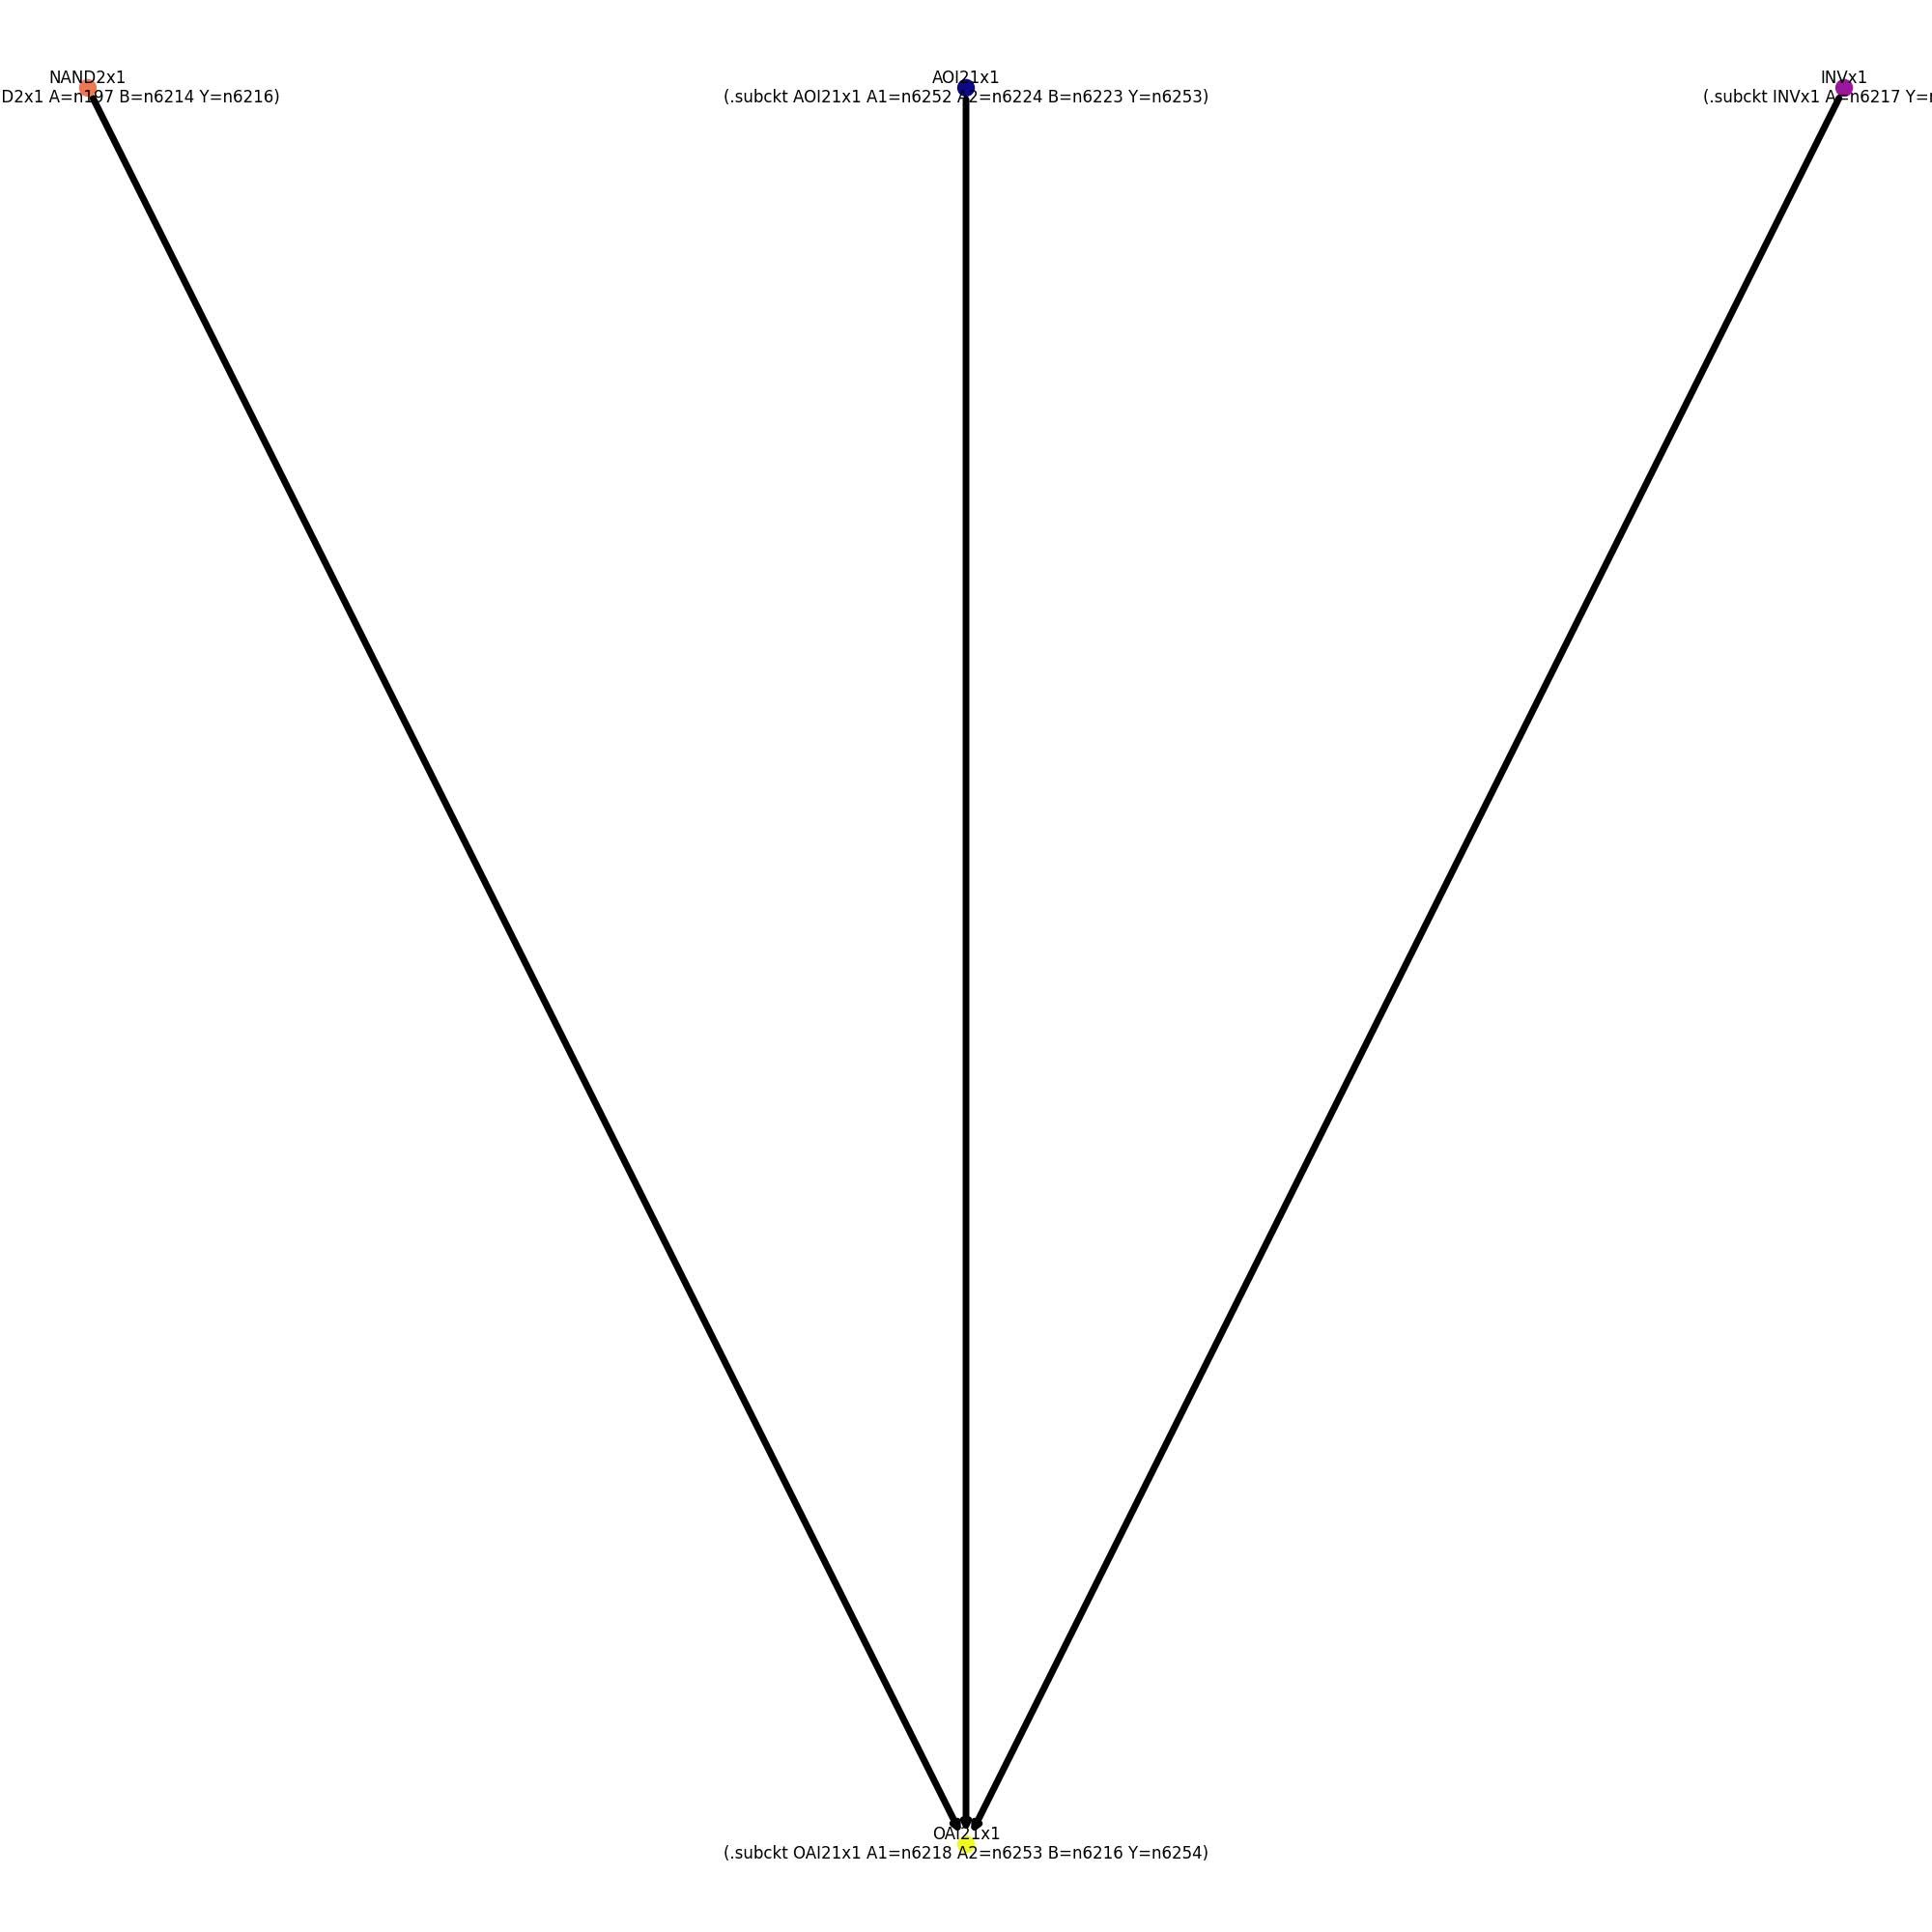 NAND2x1
D2x1 A=n197 B=n6214 Y=n6216)
AOI21x1
(.subckt AOI21x1 A1=n6252 A2=n6224 B=n6223 Y=n6253)
INVx1
(.subckt INVx1 A=n6217 Y=
OAI21x1
(.subckt OAI21x1 A1=n6218 A2=n6253 B=n6216 Y=n6254)